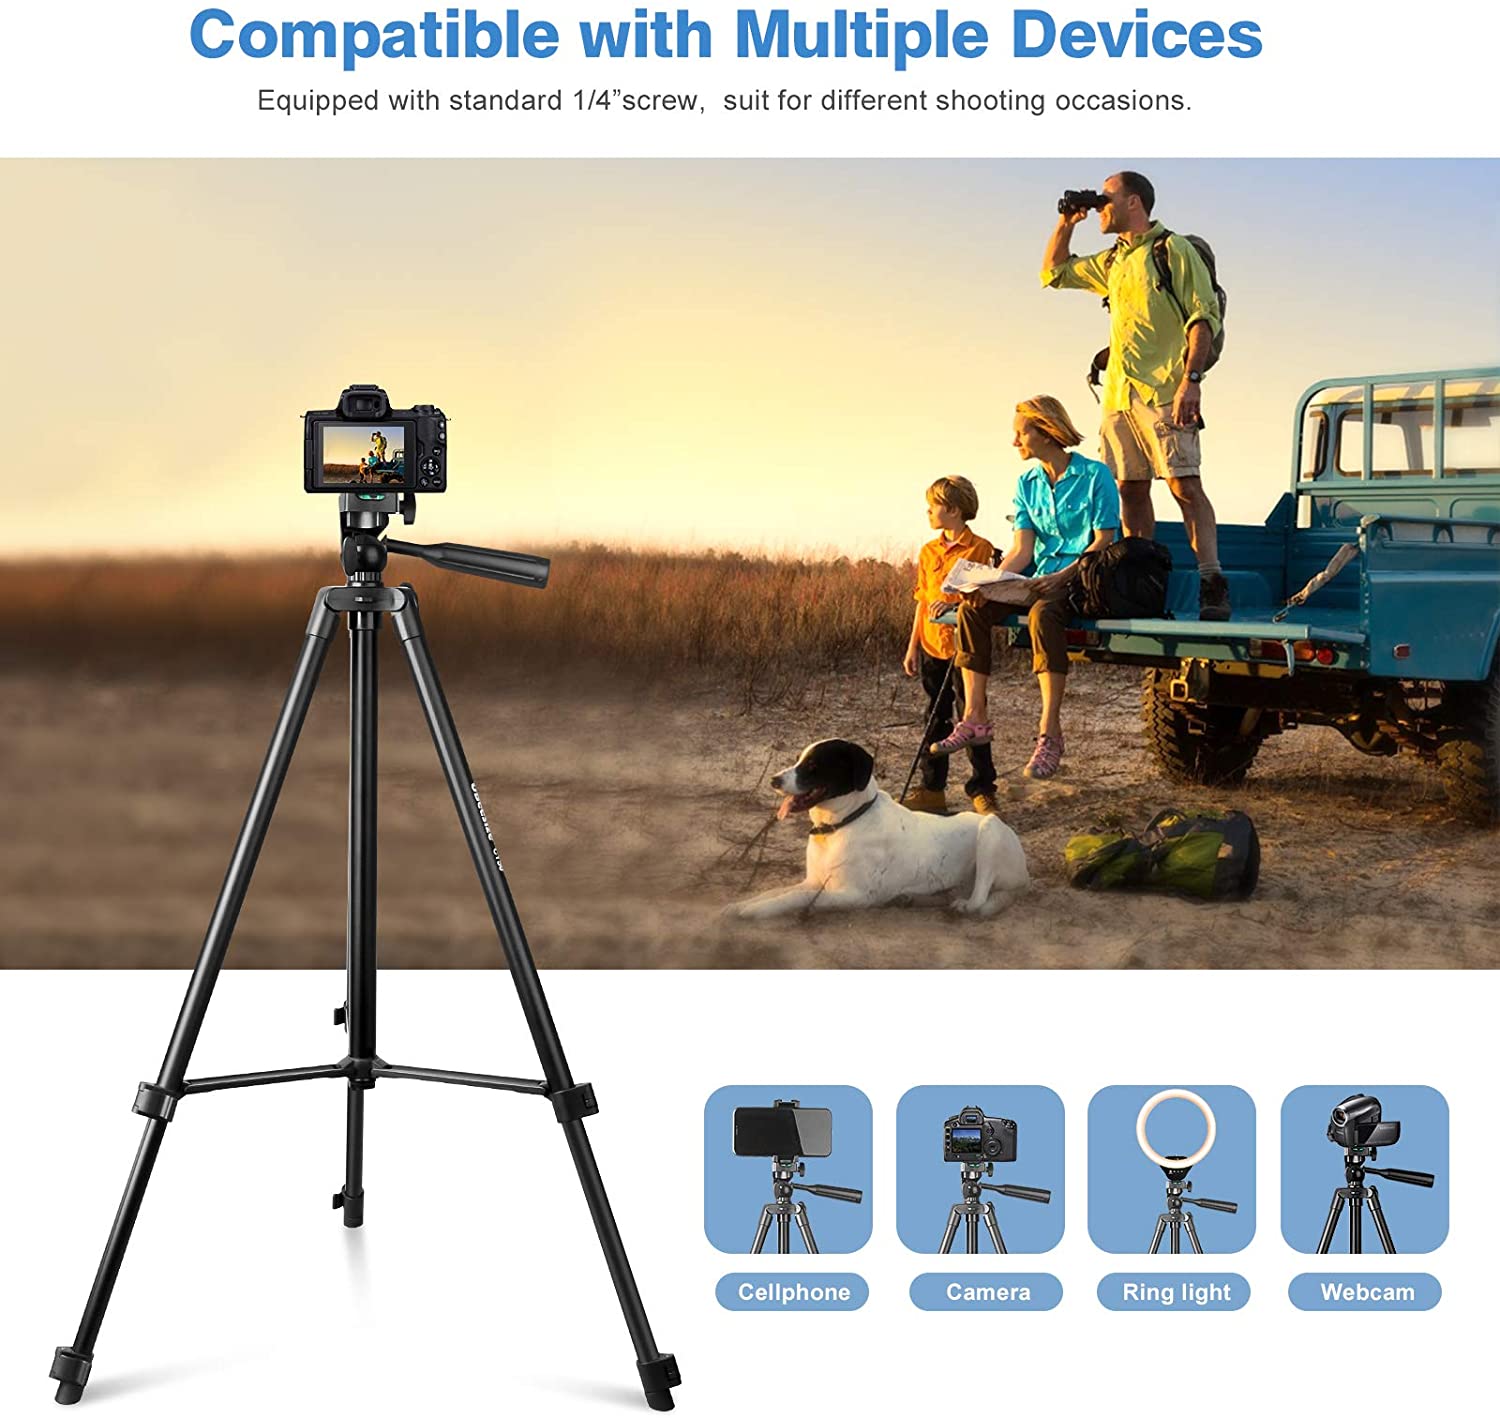 Compatible with Multiple Devices
Equipped with standard 1/4”screw, suit for different shooting occasions.
Cellphone
Camera
Ring light
Webcam